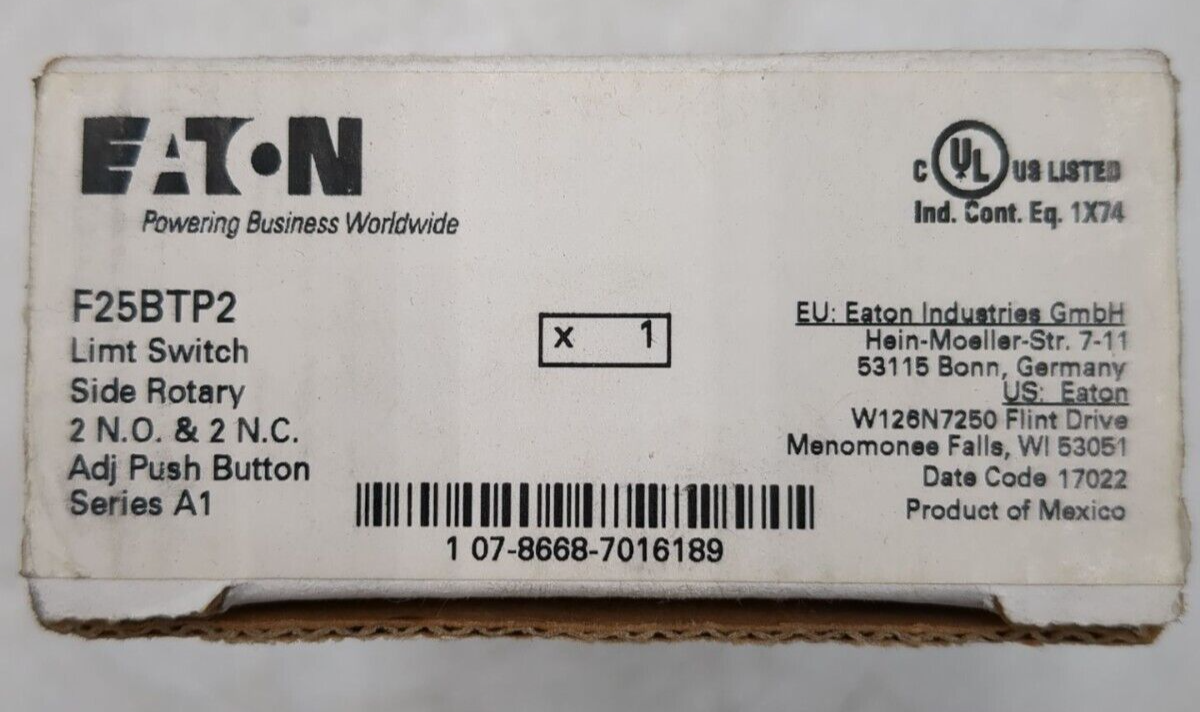 EATON
Powering Business Worldwide
C UL US LISTED
Ind. Cont. Eq. 1X74
F25BTP2
Limt Switch
Side Rotary
2 N.O. & 2 N.C.
Adj Push Button
Series A1
X 1
EU: Eaton Industries GmbH
Hein-Moeller-Str. 7-11
53115 Bonn, Germany
US: Eaton
W126N7250 Flint Drive
Menomonee Falls, WI 53051
Date Code 17022
Product of Mexico
1 07-8668-7016189